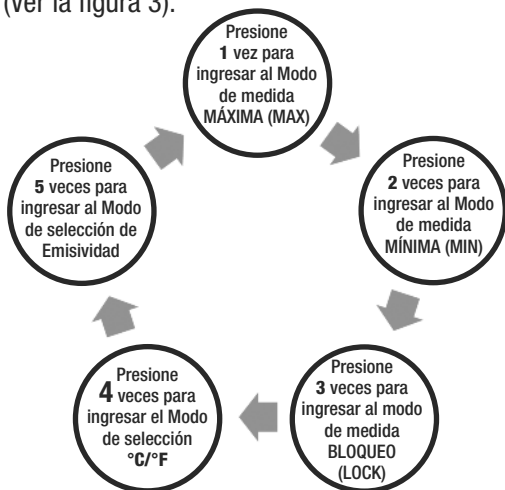 (ver la figura 3).
Presione
1 vez para
ingresar al Modo
de medida
MÁXIMA (MAX)
Presione
2 veces para
ingresar al Modo
de medida
MÍNIMA (MIN)
Presione
3 veces para
ingresar al modo
de medida
BLOQUEO
(LOCK)
Presione
4 veces para
ingresar el Modo
de selección
°C/°F
Presione
5 veces para
ingresar al Modo
de selección de
Emisividad